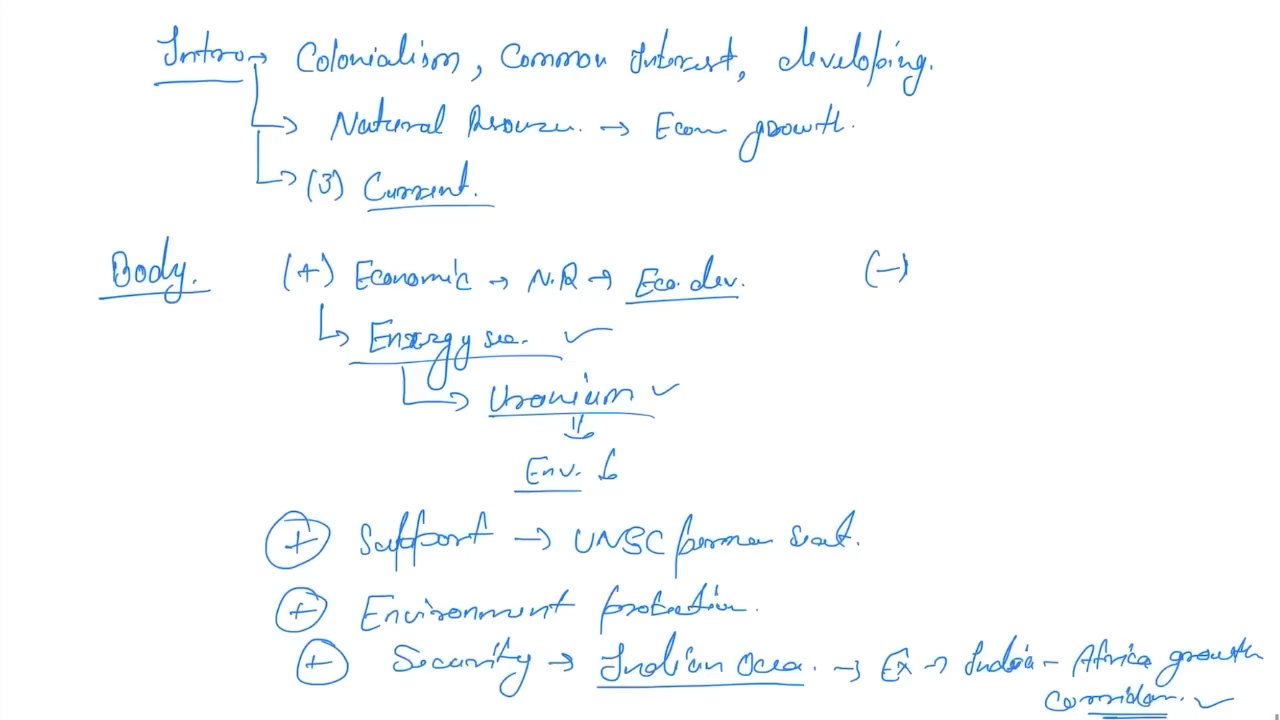 Intro → Colonialism, Common Interest, developing.
→ Natural Resource. → Econ growth.
→ (3) Current.
Body. (+) Economic → N.R → Eco. dev. (-)
→ Energy sec. ✓
→ Uranium ✓
Env.
+ Support → UNSC perman seat.
+ Environment protection.
+ Security → Indian Ocea. → Ex → India - Africa growth
corridor. ✓